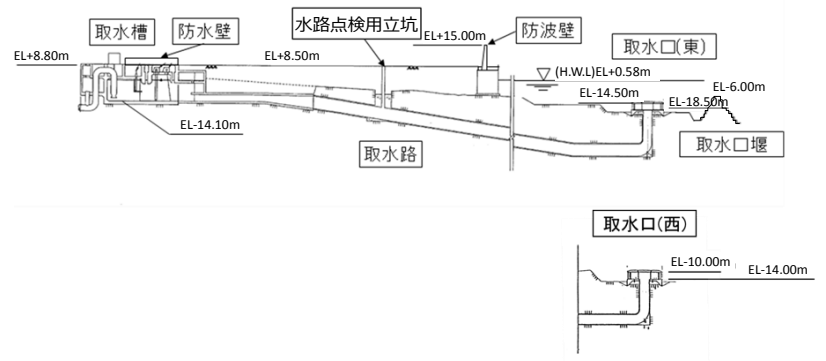 取水槽
防水壁
水路点検用立坑
EL+15.00m
防波壁
取水口(東)
EL+8.80m
EL+8.50m
(H.W.L)EL+0.58m
EL-6.00m
EL-14.50m
EL-18.50m
EL-14.10m
取水路
取水口堰
取水口(西)
EL-10.00m
EL-14.00m